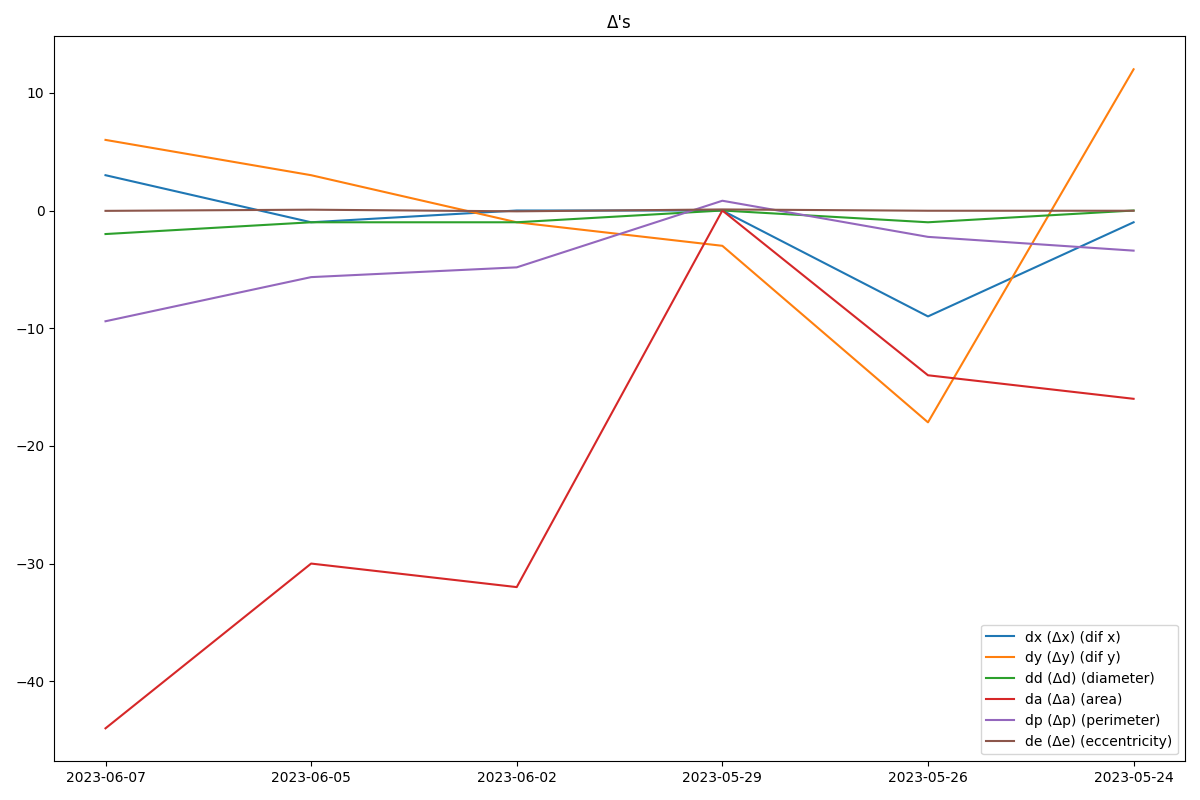 Δ's
10
0
−10
−20
−30
−40
2023-06-07 2023-06-05 2023-06-02 2023-05-29 2023-05-26 2023-05-24
dx (Δx) (dif x)
dy (Δy) (dif y)
dd (Δd) (diameter)
da (Δa) (area)
dp (Δp) (perimeter)
de (Δe) (eccentricity)